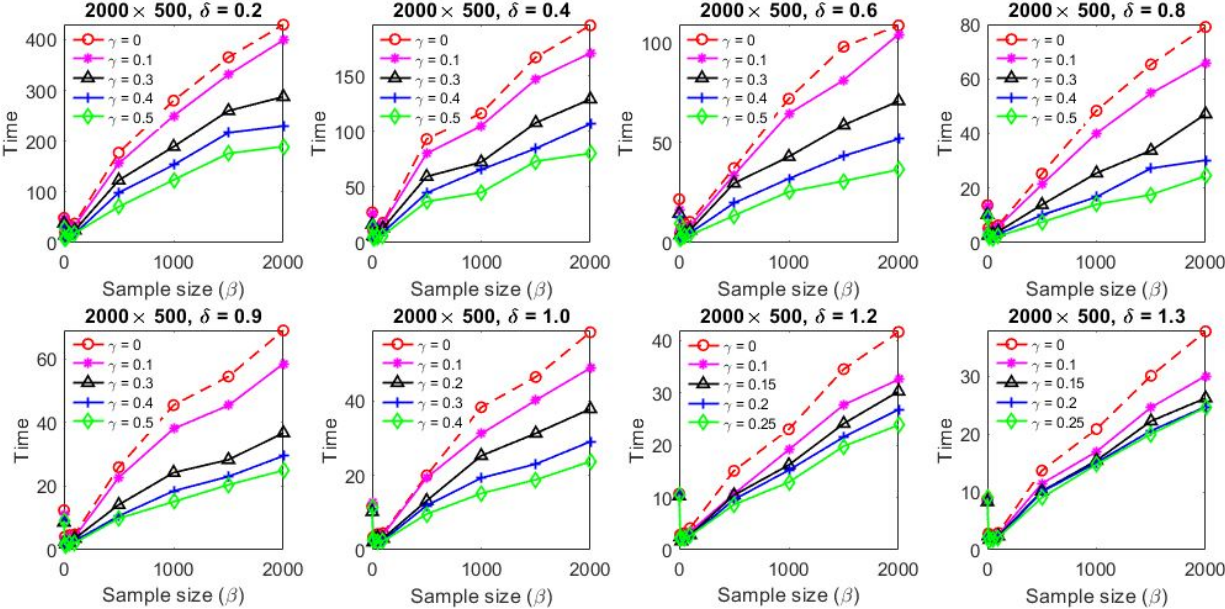 2000 × 500, δ = 0.2
400
300
200
100
0
Time
γ = 0
γ = 0.1
γ = 0.3
γ = 0.4
γ = 0.5
0 1000 2000
Sample size (β)
2000 × 500, δ = 0.4
150
100
50
0
Time
γ = 0
γ = 0.1
γ = 0.3
γ = 0.4
γ = 0.5
0 1000 2000
Sample size (β)
2000 × 500, δ = 0.6
100
50
0
Time
γ = 0
γ = 0.1
γ = 0.3
γ = 0.4
γ = 0.5
0 1000 2000
Sample size (β)
2000 × 500, δ = 0.8
80
60
40
20
0
Time
γ = 0
γ = 0.1
γ = 0.3
γ = 0.4
γ = 0.5
0 1000 2000
Sample size (β)
2000 × 500, δ = 0.9
60
40
20
0
Time
γ = 0
γ = 0.1
γ = 0.3
γ = 0.4
γ = 0.5
0 1000 2000
Sample size (β)
2000 × 500, δ = 1.0
40
20
0
Time
γ = 0
γ = 0.1
γ = 0.2
γ = 0.3
γ = 0.4
0 1000 2000
Sample size (β)
2000 × 500, δ = 1.2
40
30
20
10
0
Time
γ = 0
γ = 0.1
γ = 0.15
γ = 0.2
γ = 0.25
0 1000 2000
Sample size (β)
2000 × 500, δ = 1.3
30
20
10
0
Time
γ = 0
γ = 0.1
γ = 0.15
γ = 0.2
γ = 0.25
0 1000 2000
Sample size (β)